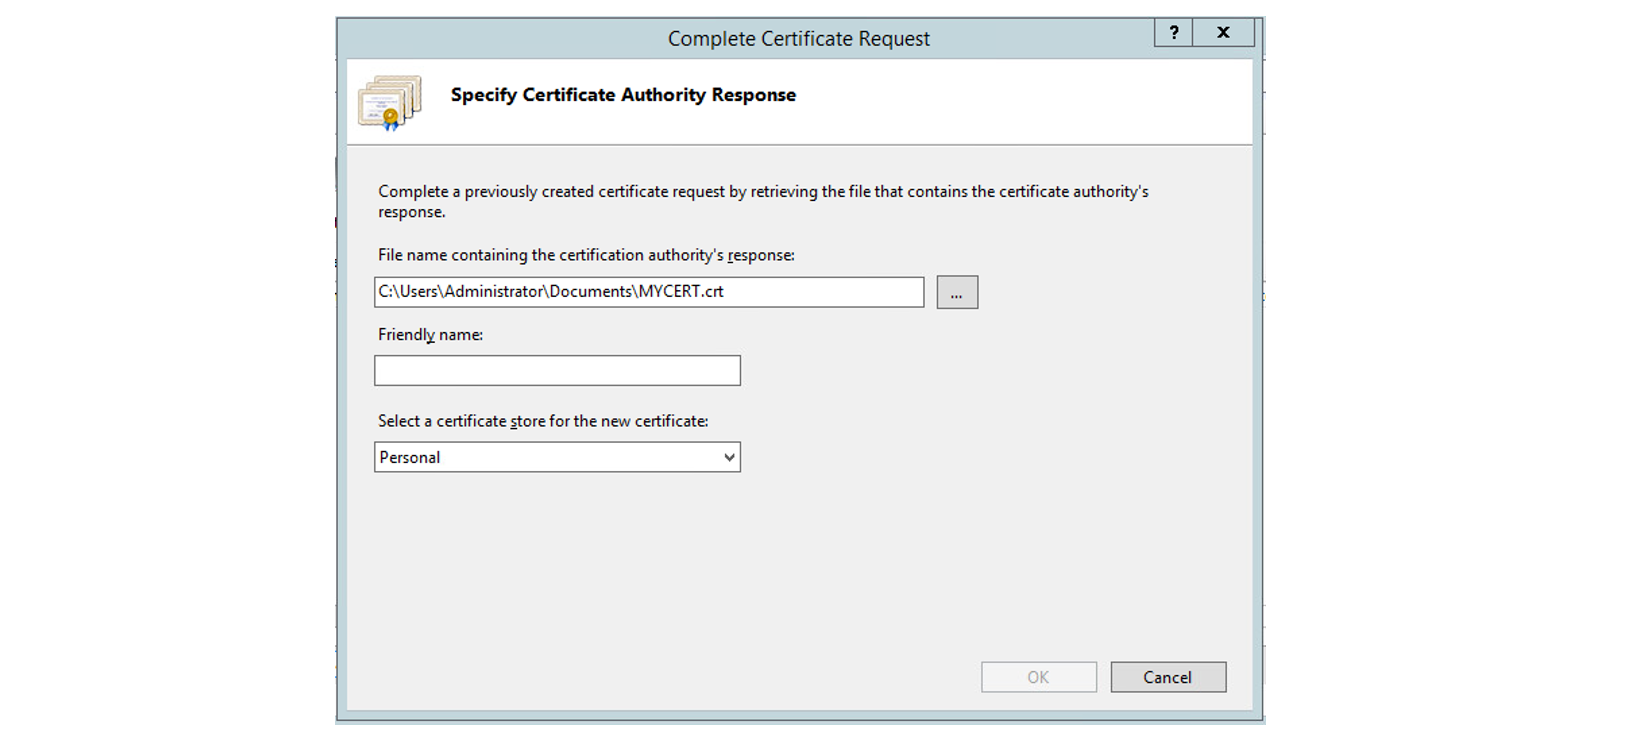 Complete Certificate Request
?
x
Specify Certificate Authority Response
Complete a previously created certificate request by retrieving the file that contains the certificate authority's
response.
File name containing the certification authority's response:
C:\Users\Administrator\Documents\MYCERT.crt
...
Friendly name:
Select a certificate store for the new certificate:
Personal
OK
Cancel